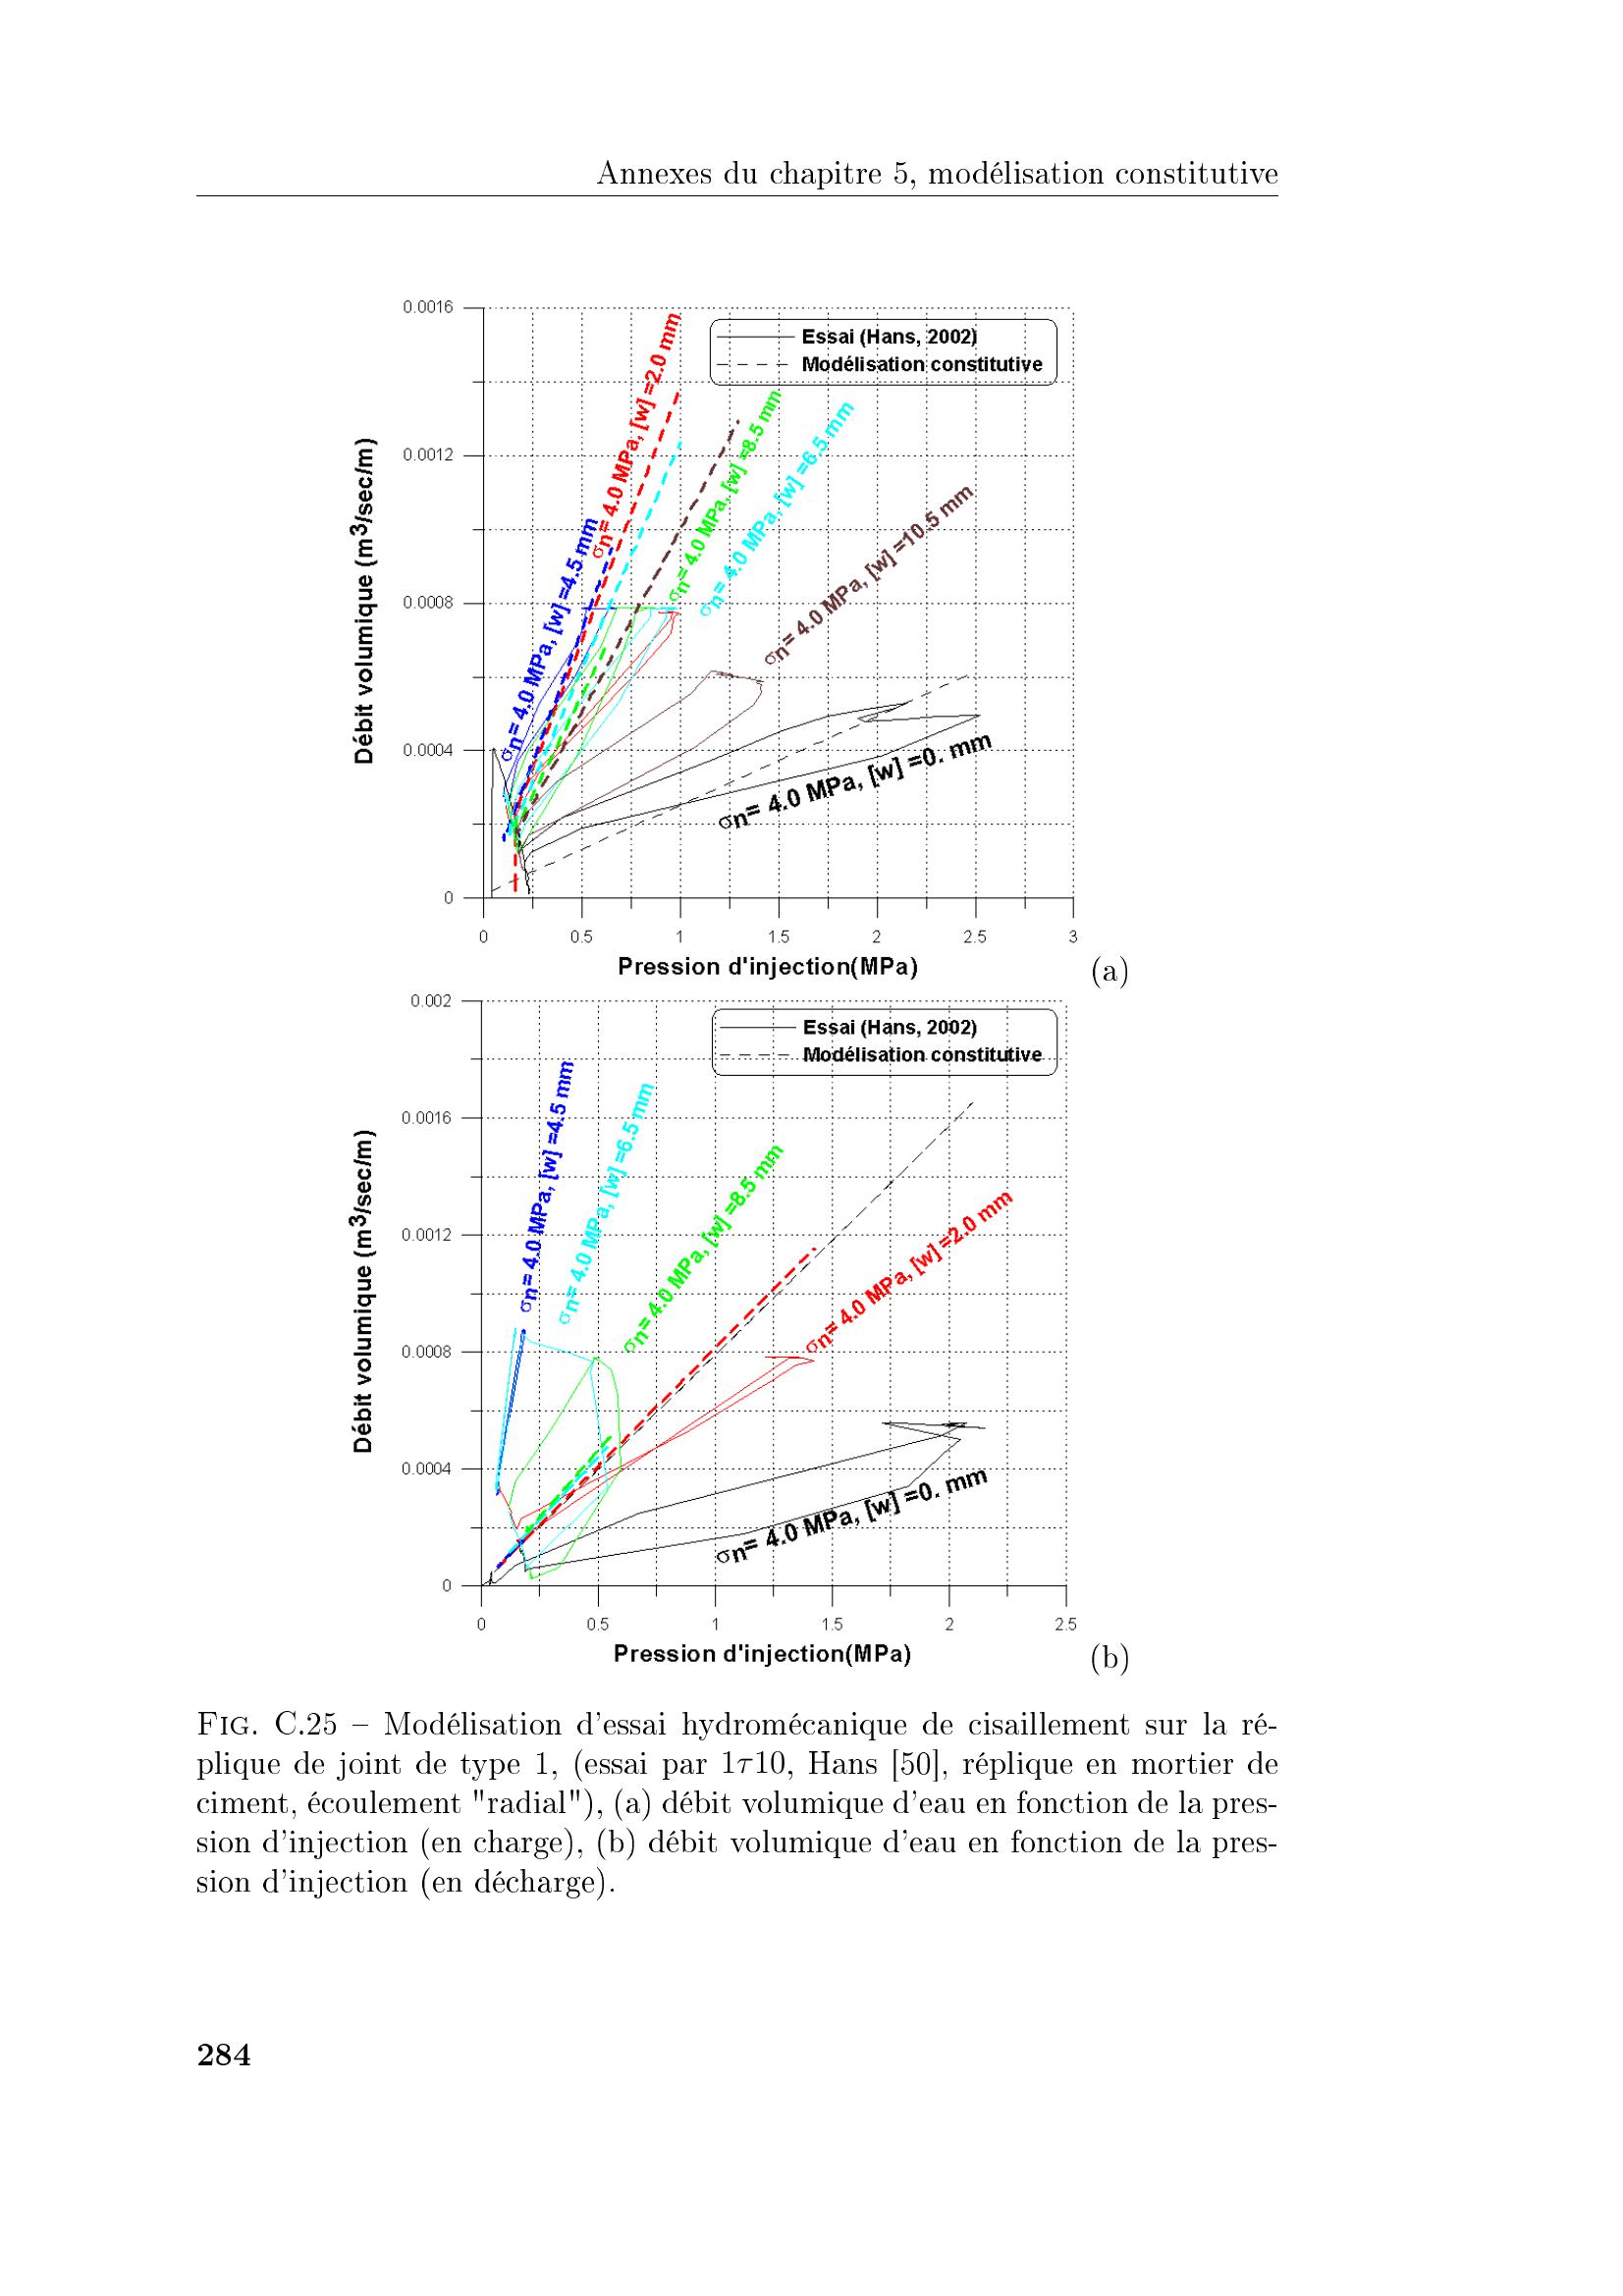 Annexes du chapitre 5, modélisation constitutive
0.0016
0.0012
0.0008
0.0004
0
Débit volumique (m3/sec/m)
Essai (Hans, 2002)
Modélisation constitutive
σn= 4.0 MPa, [w] =4.5 mm
σn= 4.0 MPa, [w] =2.0 mm
σn= 4.0 MPa, [w] =8.5 mm
σn= 4.0 MPa, [w] =6.5 mm
σn= 4.0 MPa, [w] =10.5 mm
σn= 4.0 MPa, [w] =0. mm
0 0.5 1 1.5 2 2.5 3
Pression d'injection(MPa)
(a)
0.002
0.0016
0.0012
0.0008
0.0004
0
Débit volumique (m3/sec/m)
Essai (Hans, 2002)
Modélisation constitutive
σn= 4.0 MPa, [w] =4.5 mm
σn= 4.0 MPa, [w] =6.5 mm
σn= 4.0 MPa, [w] =8.5 mm
σn= 4.0 MPa, [w] =2.0 mm
σn= 4.0 MPa, [w] =0. mm
0 0.5 1 1.5 2 2.5
Pression d'injection(MPa)
(b)
FIG. C.25 – Modélisation d'essai hydromécanique de cisaillement sur la ré-
plique de joint de type 1, (essai par 1τ10, Hans [50], réplique en mortier de
ciment, écoulement "radial"), (a) débit volumique d'eau en fonction de la pres-
sion d'injection (en charge), (b) débit volumique d'eau en fonction de la pres-
sion d'injection (en décharge).
284